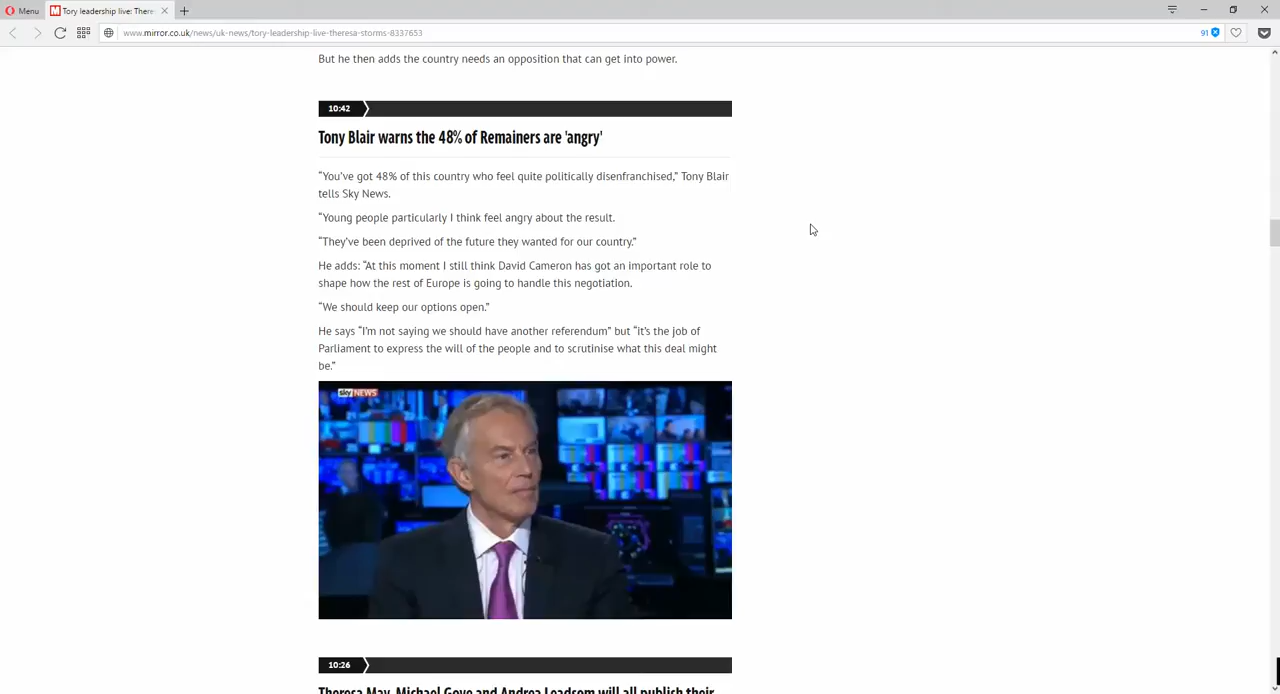 Menu
Tory leadership live: There
www.mirror.co.uk/news/uk-news/tory-leadership-live-theresa-storms-8337653
91
But he then adds the country needs an opposition that can get into power.
10:42
Tony Blair warns the 48% of Remainers are 'angry'
“You’ve got 48% of this country who feel quite politically disenfranchised,” Tony Blair
tells Sky News.
“Young people particularly I think feel angry about the result.
“They’ve been deprived of the future they wanted for our country.”
He adds: “At this moment I still think David Cameron has got an important role to
shape how the rest of Europe is going to handle this negotiation.
“We should keep our options open.”
He says “I’m not saying we should have another referendum” but “it’s the job of
Parliament to express the will of the people and to scrutinise what this deal might
be.”
sky NEWS
10:26
Theresa May, Michael Gove and Andrea Leadsom will all publish their